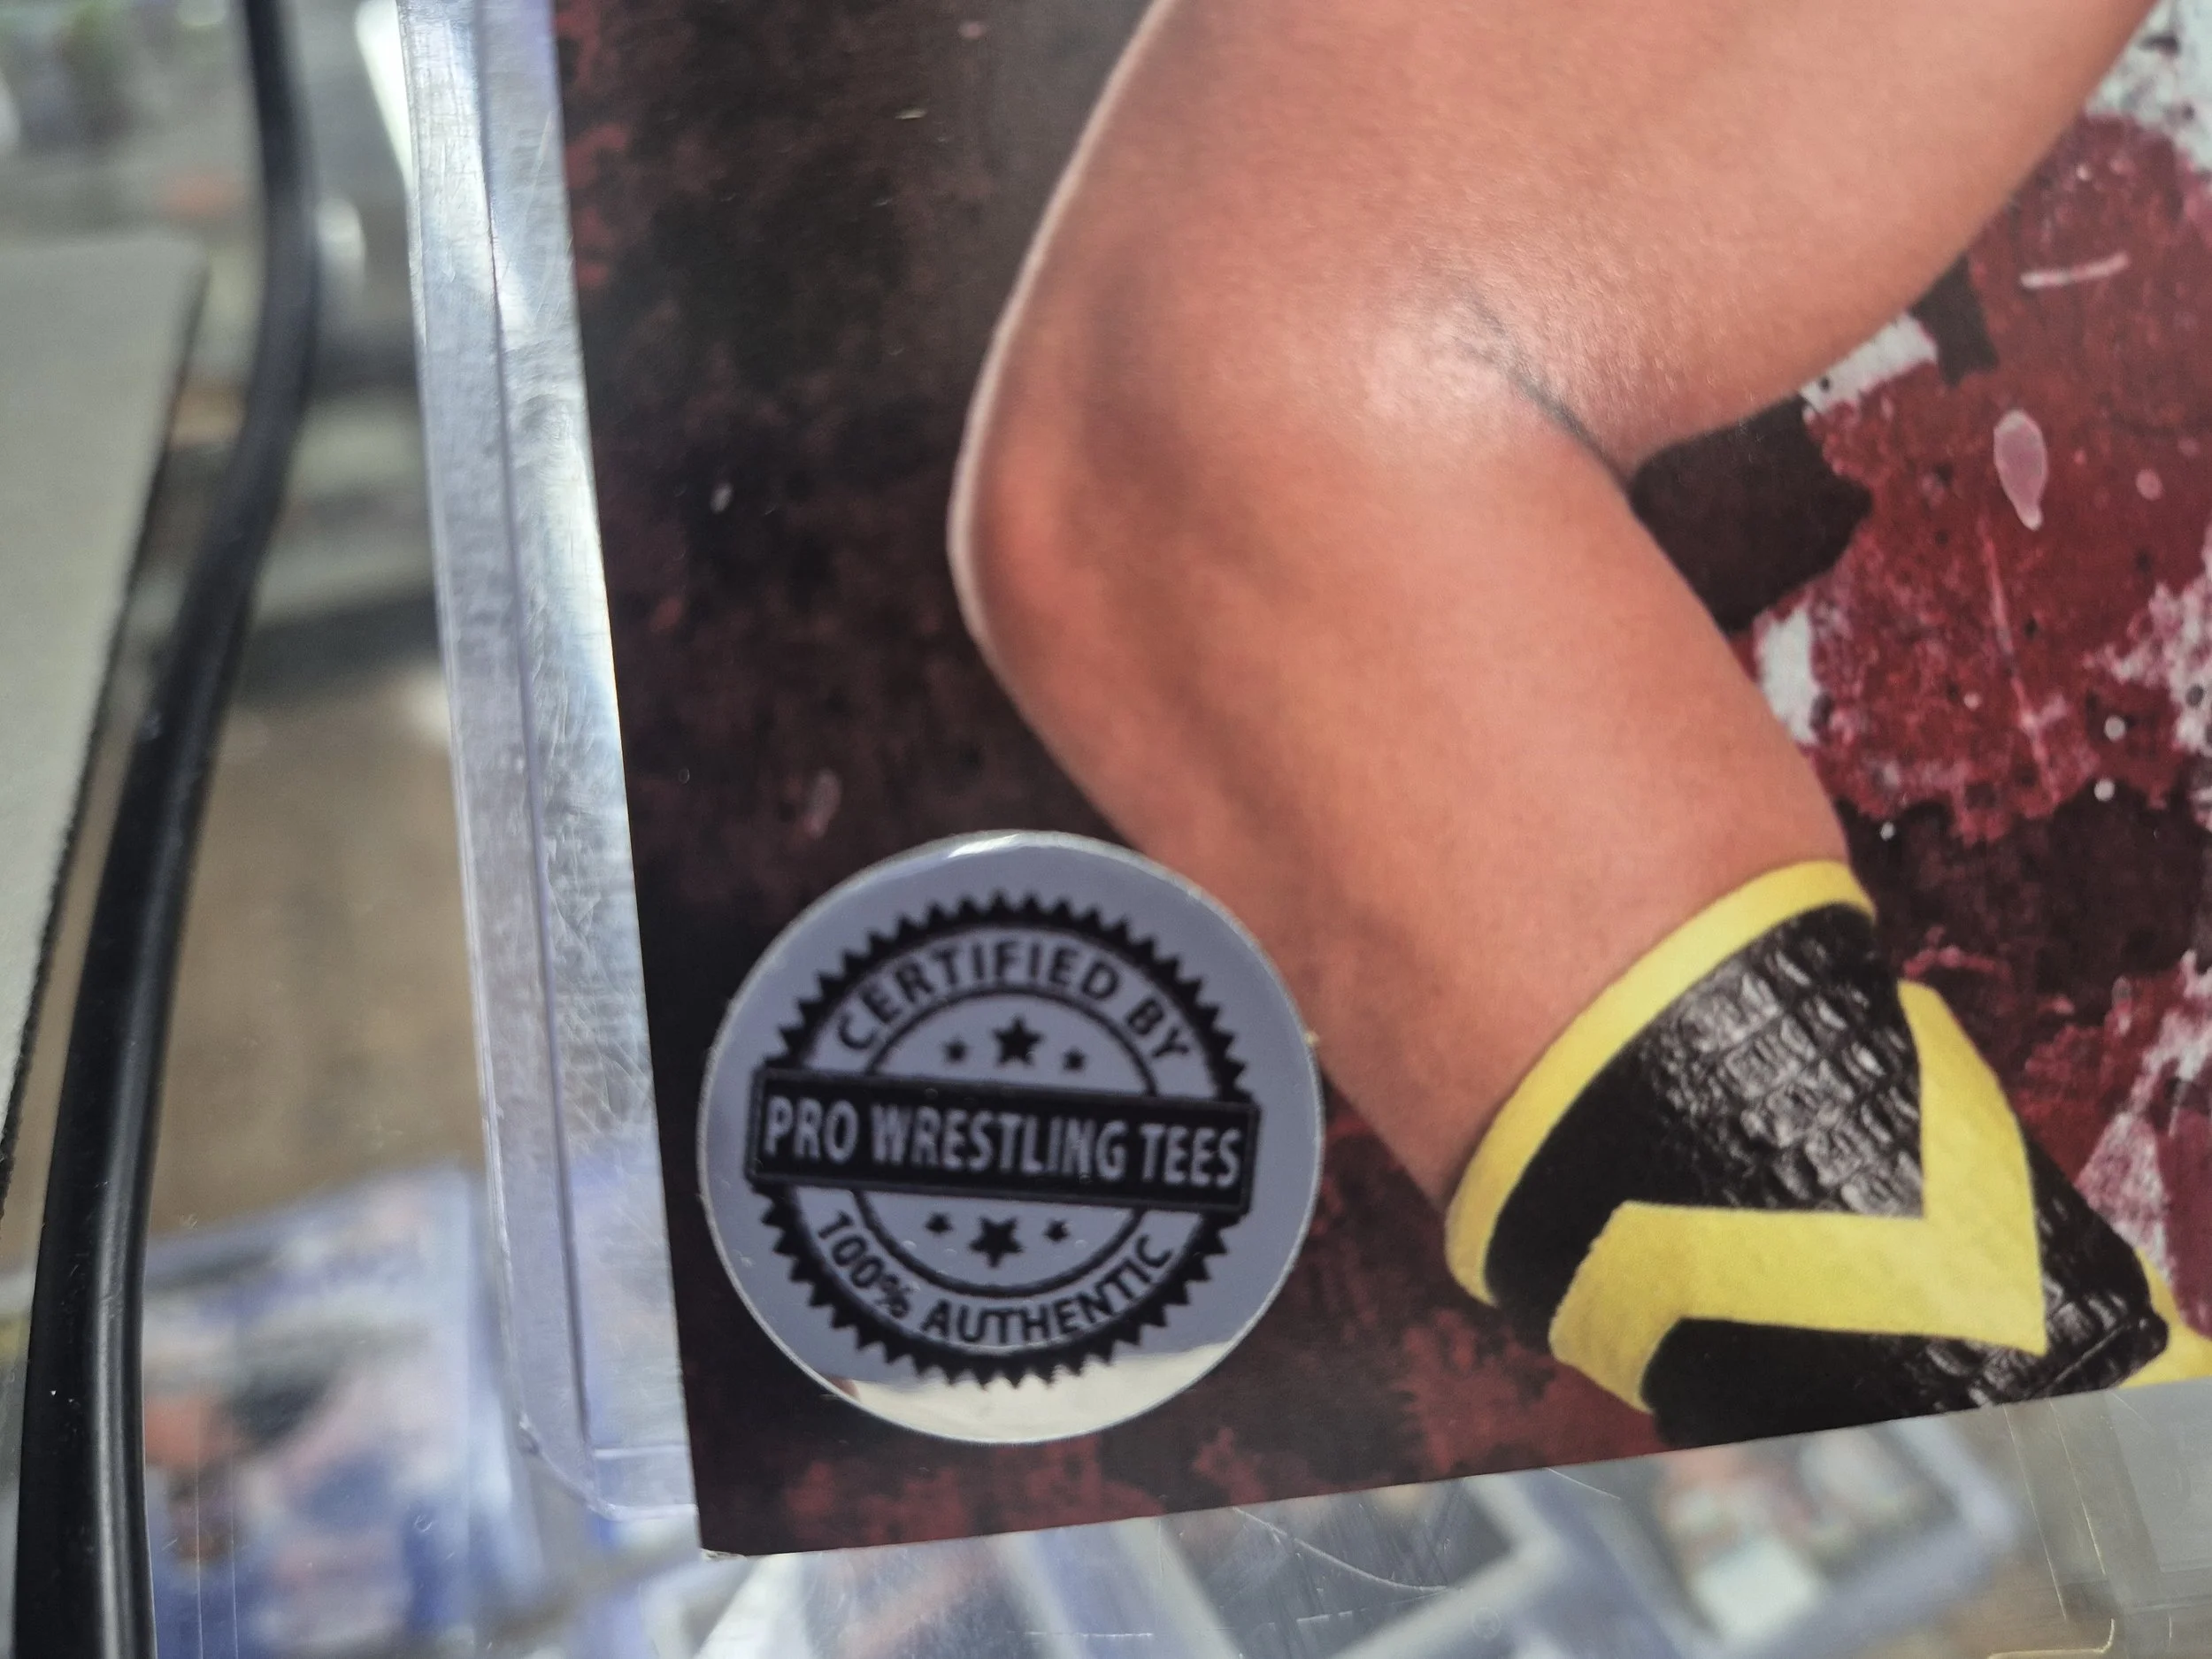 CERTIFIED BY
PRO WRESTLING TEES
100% AUTHENTIC